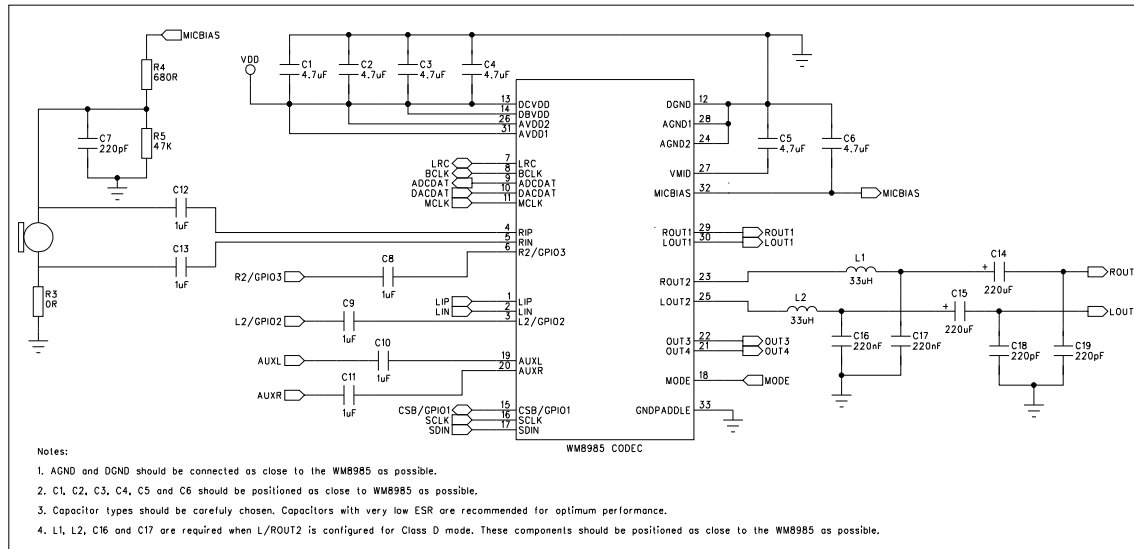 MICBIAS
R4
680R
C7
220pF
R5
47K
VDD
C1
4.7uF
C2
4.7uF
C3
4.7uF
C4
4.7uF
13 DCVDD
14 DBVDD
26 AVDD2
31 AVDD1
DGND 12
AGND1 28
AGND2 24
VMID 27
MICBIAS 32
C5
4.7uF
C6
4.7uF
MICBIAS
LRC 7 LRC
BCLK 8 BCLK
ADCDAT 9 ADCDAT
DACDAT 10 DACDAT
MCLK 11 MCLK
C12
1uF
C13
1uF
4 RIP
5 RIN
6 R2/GPIO3
R3
0R
R2/GPIO3
C8
1uF
LIP 1 LIP
LIN 2 LIN
3 L2/GPIO2
L2/GPIO2
C9
1uF
AUXL
C10
1uF
19 AUXL
20 AUXR
AUXR
C11
1uF
CSB/GPIO1 15 CSB/GPIO1
SCLK 16 SCLK
SDIN 17 SDIN
ROUT1 29 ROUT1
LOUT1 30 LOUT1
ROUT2 23
LOUT2 25
L1
33uH
L2
33uH
C14
+
220uF
C15
+
220uF
ROUT
LOUT
C16
220nF
C17
220nF
C18
220pF
C19
220pF
OUT3 22 OUT3
OUT4 21 OUT4
MODE 18 MODE
GNDPADDLE 33
WM8985 CODEC
Notes:
1. AGND and DGND should be connected as close to the WM8985 as possible.
2. C1, C2, C3, C4, C5 and C6 should be positioned as close to WM8985 as possible.
3. Capacitor types should be carefuly chosen. Capacitors with very low ESR are recommended for optimum performance.
4. L1, L2, C16 and C17 are required when L/ROUT2 is configured for Class D mode. These components should be positioned as close to the WM8985 as possible.